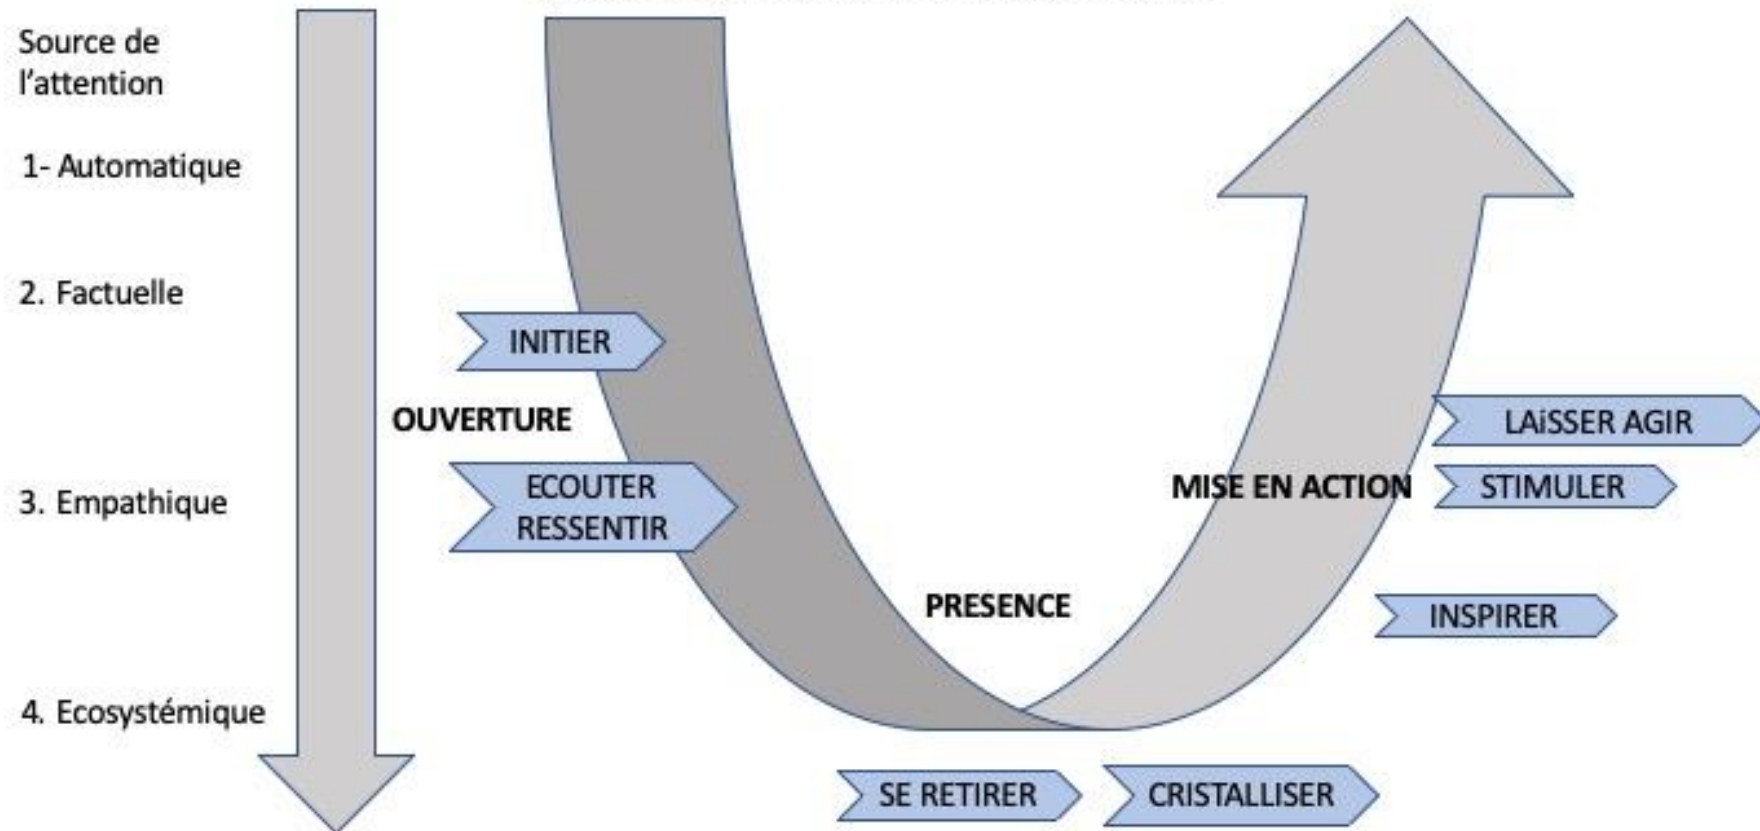 Source de
l'attention
1- Automatique
2. Factuelle
INITIER
OUVERTURE
LAiSSER AGIR
3. Empathique
ECOUTER
RESSENTIR
MISE EN ACTION
STIMULER
PRESENCE
INSPIRER
4. Ecosystémique
SE RETIRER
CRISTALLISER